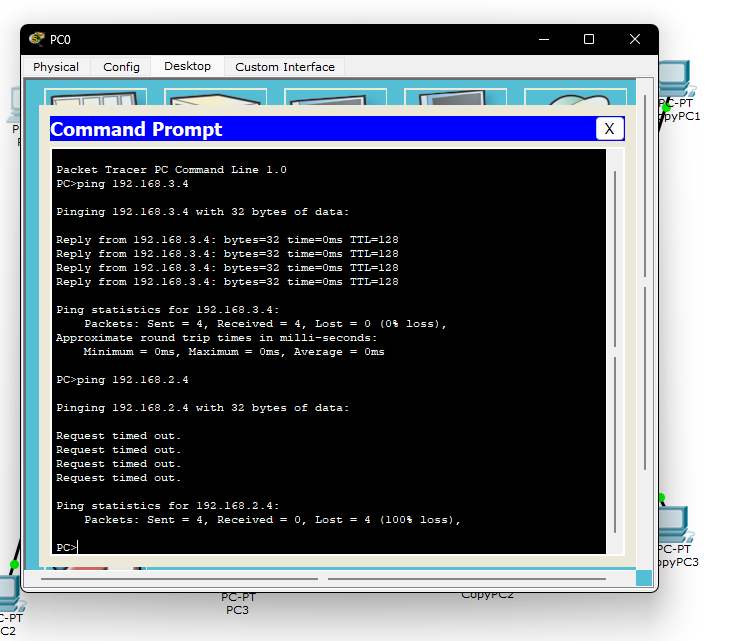 PC0
Physical Config Desktop Custom Interface
Command Prompt X
Packet Tracer PC Command Line 1.0
PC>ping 192.168.3.4
Pinging 192.168.3.4 with 32 bytes of data:
Reply from 192.168.3.4: bytes=32 time=0ms TTL=128
Reply from 192.168.3.4: bytes=32 time=0ms TTL=128
Reply from 192.168.3.4: bytes=32 time=0ms TTL=128
Reply from 192.168.3.4: bytes=32 time=0ms TTL=128
Ping statistics for 192.168.3.4:
Packets: Sent = 4, Received = 4, Lost = 0 (0% loss),
Approximate round trip times in milli-seconds:
Minimum = 0ms, Maximum = 0ms, Average = 0ms
PC>ping 192.168.2.4
Pinging 192.168.2.4 with 32 bytes of data:
Request timed out.
Request timed out.
Request timed out.
Request timed out.
Ping statistics for 192.168.2.4:
Packets: Sent = 4, Received = 0, Lost = 4 (100% loss),
PC>
PC-PT
opyPC1
PC-PT
opyPC3
PC-PT
PC3
CopyPC2
C-PT
C2